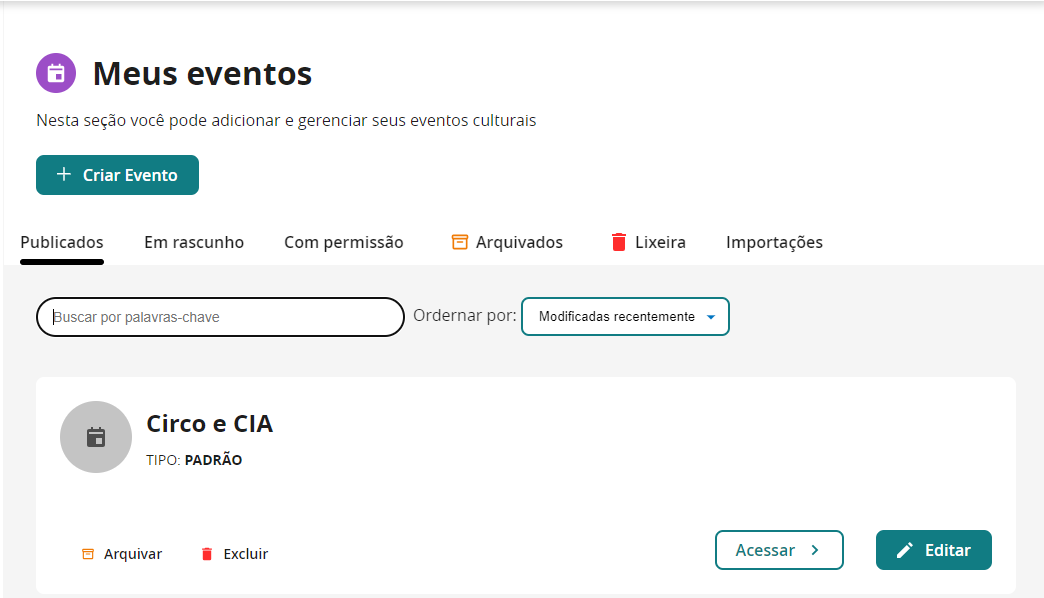 Meus eventos
Nesta seção você pode adicionar e gerenciar seus eventos culturais
Criar Evento
Publicados Em rascunho Com permissão Arquivados Lixeira Importações
Buscar por palavras-chave Ordernar por: Modificadas recentemente
Circo e CIA
TIPO: PADRÃO
Arquivar Excluir Acessar Editar